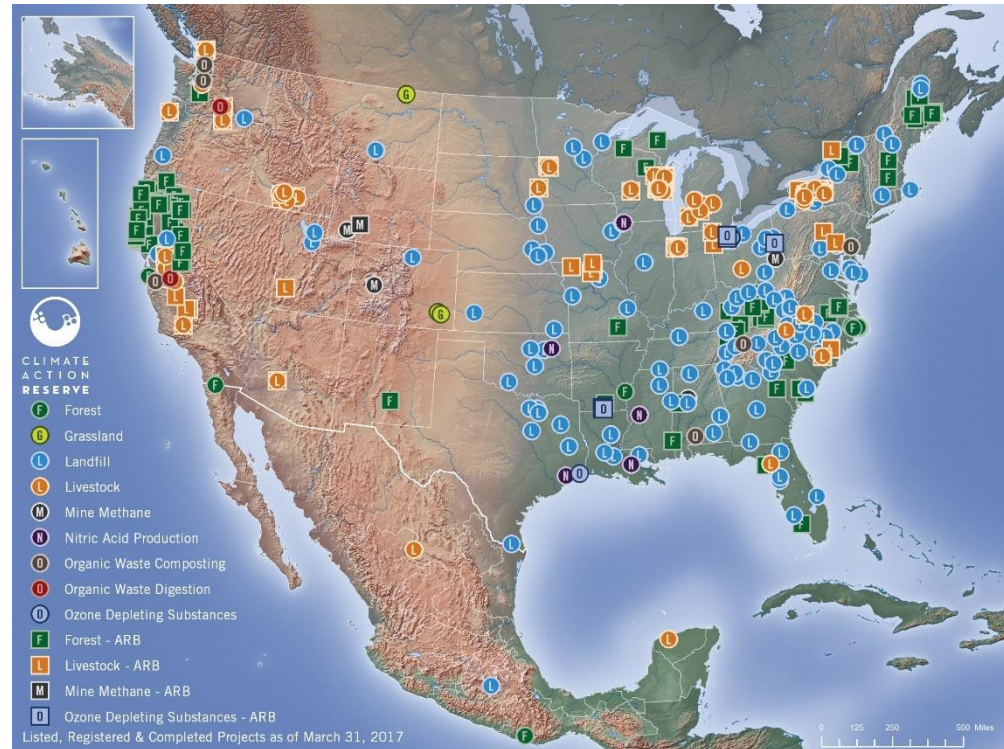 CLIMATE
ACTION
RESERVE
F Forest
G Grassland
L Landfill
L Livestock
M Mine Methane
N Nitric Acid Production
O Organic Waste Composting
O Organic Waste Digestion
O Ozone Depleting Substances
F Forest - ARB
L Livestock - ARB
M Mine Methane - ARB
O Ozone Depleting Substances - ARB
Listed, Registered & Completed Projects as of March 31, 2017
0 125 250 500 Miles